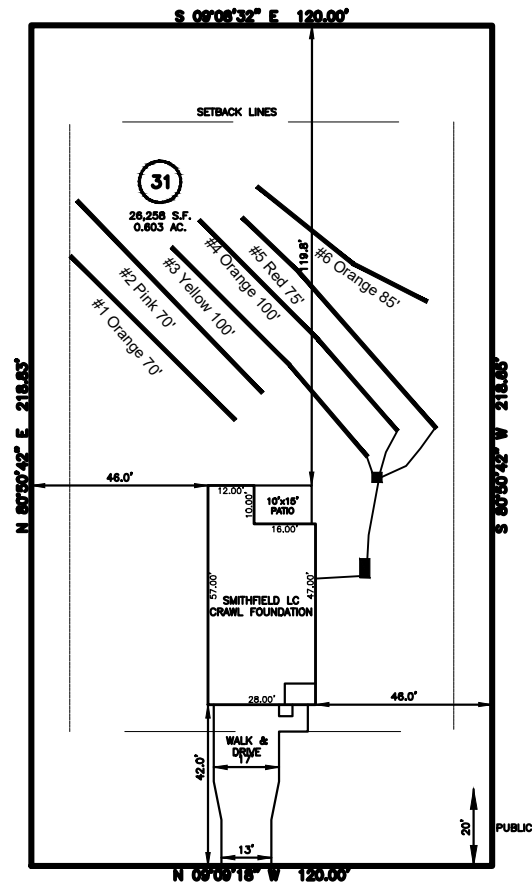 S 09°08'32" E 120.00'
SETBACK LINES
31
26,258 S.F.
0.603 AC.
119.8'
#1 Orange 70'
#2 Pink 70'
#3 Yellow 100'
#4 Orange 100'
#5 Red 75'
#6 Orange 85'
N 80°50'42" E 218.83'
S 80°50'42" W 218.85'
46.0'
12.00'
10.00'
10'x16'
PATIO
16.00'
57.00'
47.00'
SMITHFIELD LC
CRAWL FOUNDATION
28.00'
46.0'
42.0'
WALK &
DRIVE
17'
13'
20'
PUBLIC
N 09°09'18" W 120.00'